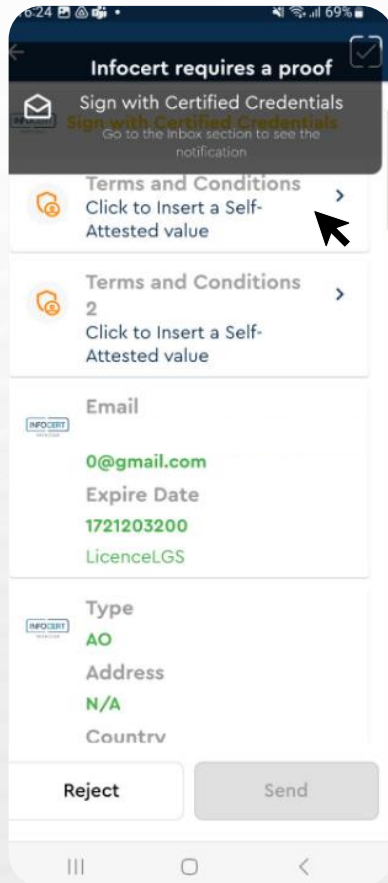 16:24
69%
Infocert requires a proof
Sign with Certified Credentials
Sign with Certified Credentials
Go to the Inbox section to see the
notification
Terms and Conditions
Click to Insert a Self-
Attested value
Terms and Conditions
2
Click to Insert a Self-
Attested value
INFOCERT
Email
0@gmail.com
Expire Date
1721203200
LicenceLGS
INFOCERT
Type
AO
Address
N/A
Country
Reject
Send